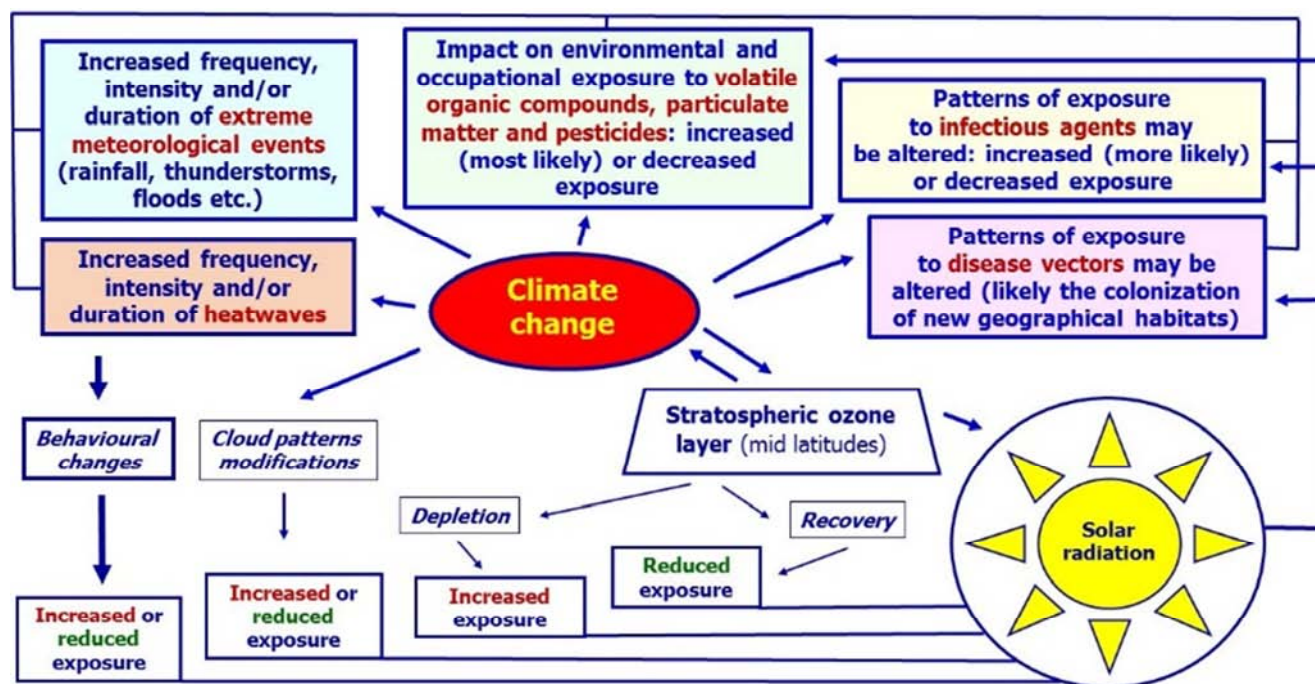 Increased frequency,
intensity and/or
duration of extreme
meteorological events
(rainfall, thunderstorms,
floods etc.)
Impact on environmental and
occupational exposure to volatile
organic compounds, particulate
matter and pesticides: increased
(most likely) or decreased
exposure
Patterns of exposure
to infectious agents may
be altered: increased (more likely)
or decreased exposure
Increased frequency,
intensity and/or
duration of heatwaves
Climate
change
Patterns of exposure
to disease vectors may be
altered (likely the colonization
of new geographical habitats)
Behavioural
changes
Cloud patterns
modifications
Stratospheric ozone
layer (mid latitudes)
Depletion
Recovery
Solar
radiation
Increased or
reduced
exposure
Increased or
reduced
exposure
Increased
exposure
Reduced
exposure